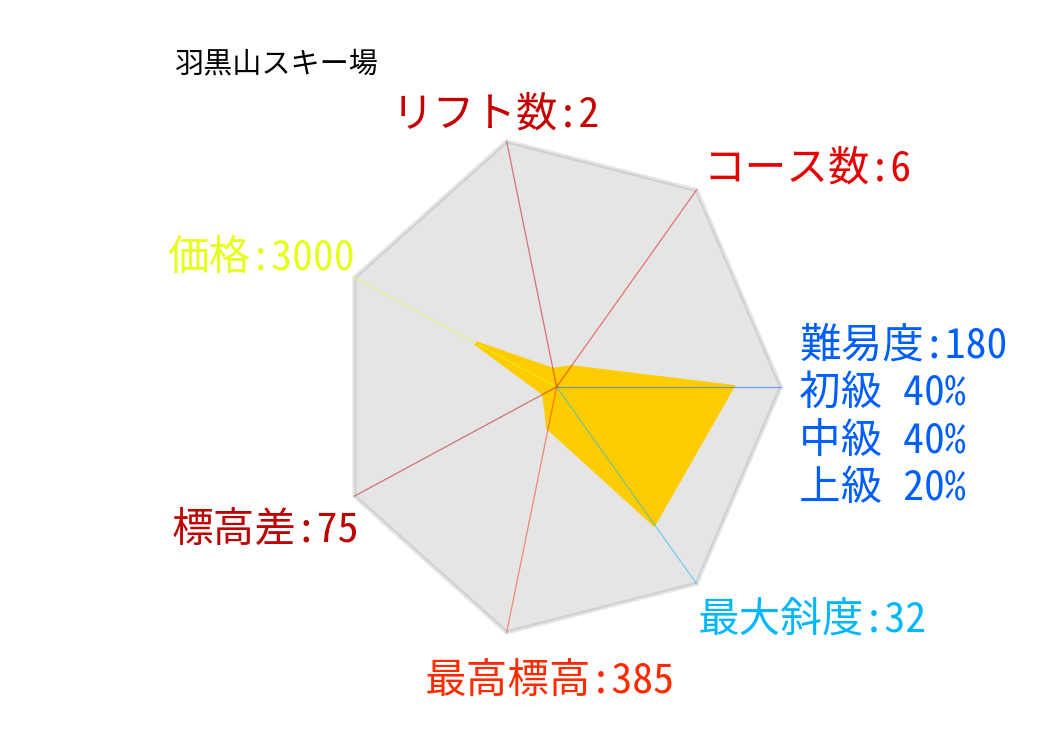 羽黒山スキー場
リフト数:2
コース数:6
価格:3000
難易度:180
初級 40%
中級 40%
上級 20%
標高差:75
最大斜度:32
最高標高:385